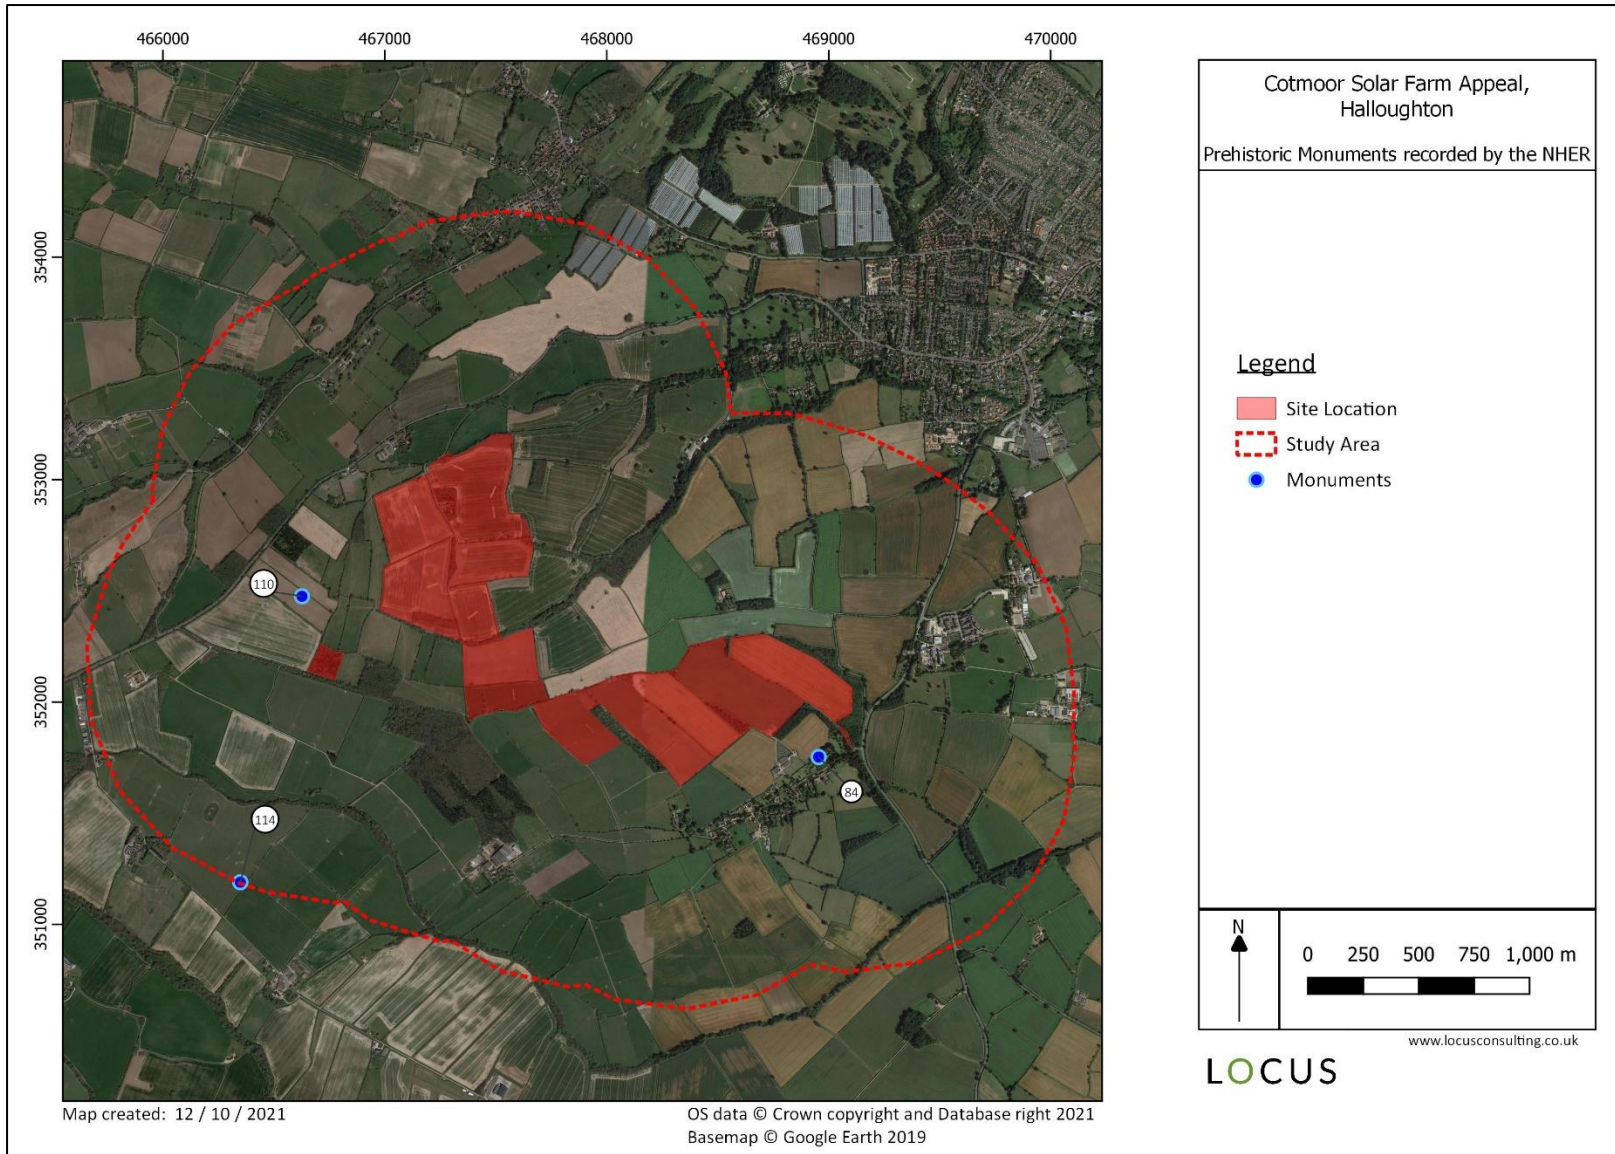 466000
467000
468000
469000
470000
354000
353000
352000
351000
110
114
84
Cotmoor Solar Farm Appeal,
Halloughton
Prehistoric Monuments recorded by the NHER
Legend
Site Location
Study Area
Monuments
N
0 250 500 750 1,000 m
www.locusconsulting.co.uk
LOCUS
Map created: 12 / 10 / 2021
OS data © Crown copyright and Database right 2021
Basemap © Google Earth 2019